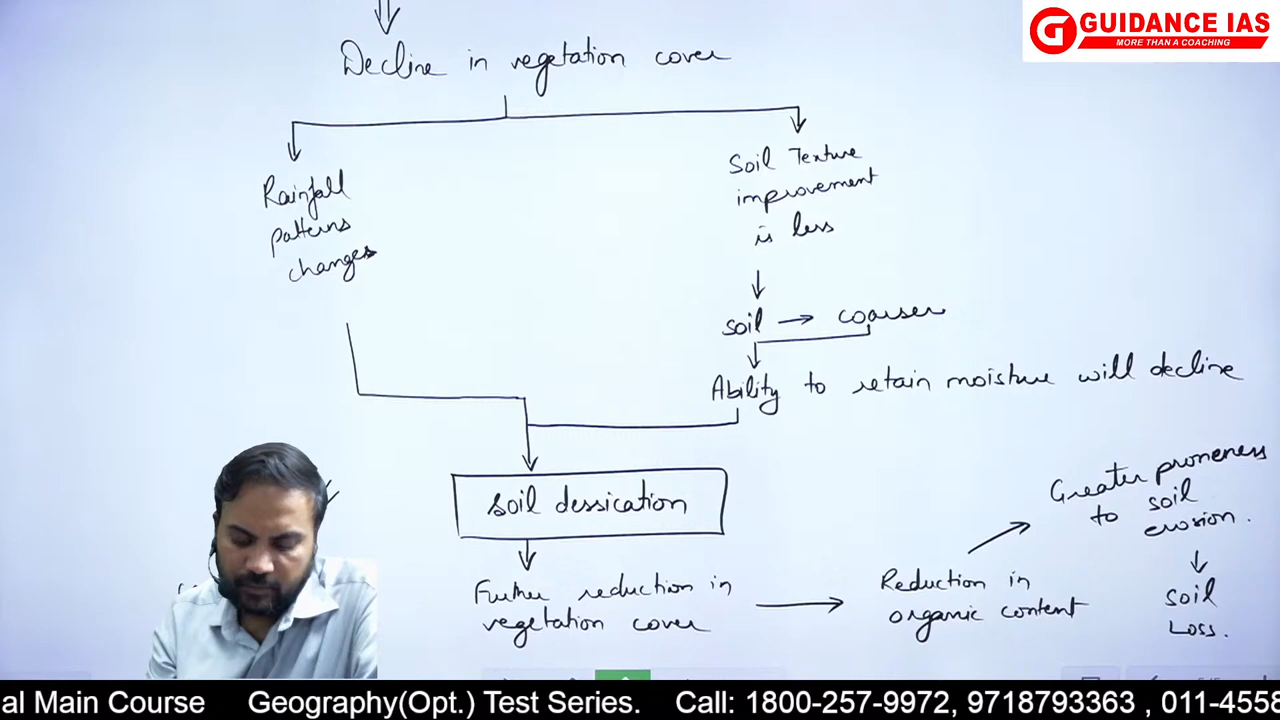 GUIDANCE IAS
MORE THAN A COACHING
Decline in vegetation cover
Rainfall
patterns
changes
Soil Texture
improvement
is less
soil → coarser
Ability to retain moisture will decline
soil dessication
Further reduction in
vegetation cover
Reduction in
organic content
Greater proneness
to soil
erosion.
Soil
Loss.
al Main Course Geography(Opt.) Test Series. Call: 1800-257-9972, 9718793363 , 011-4558